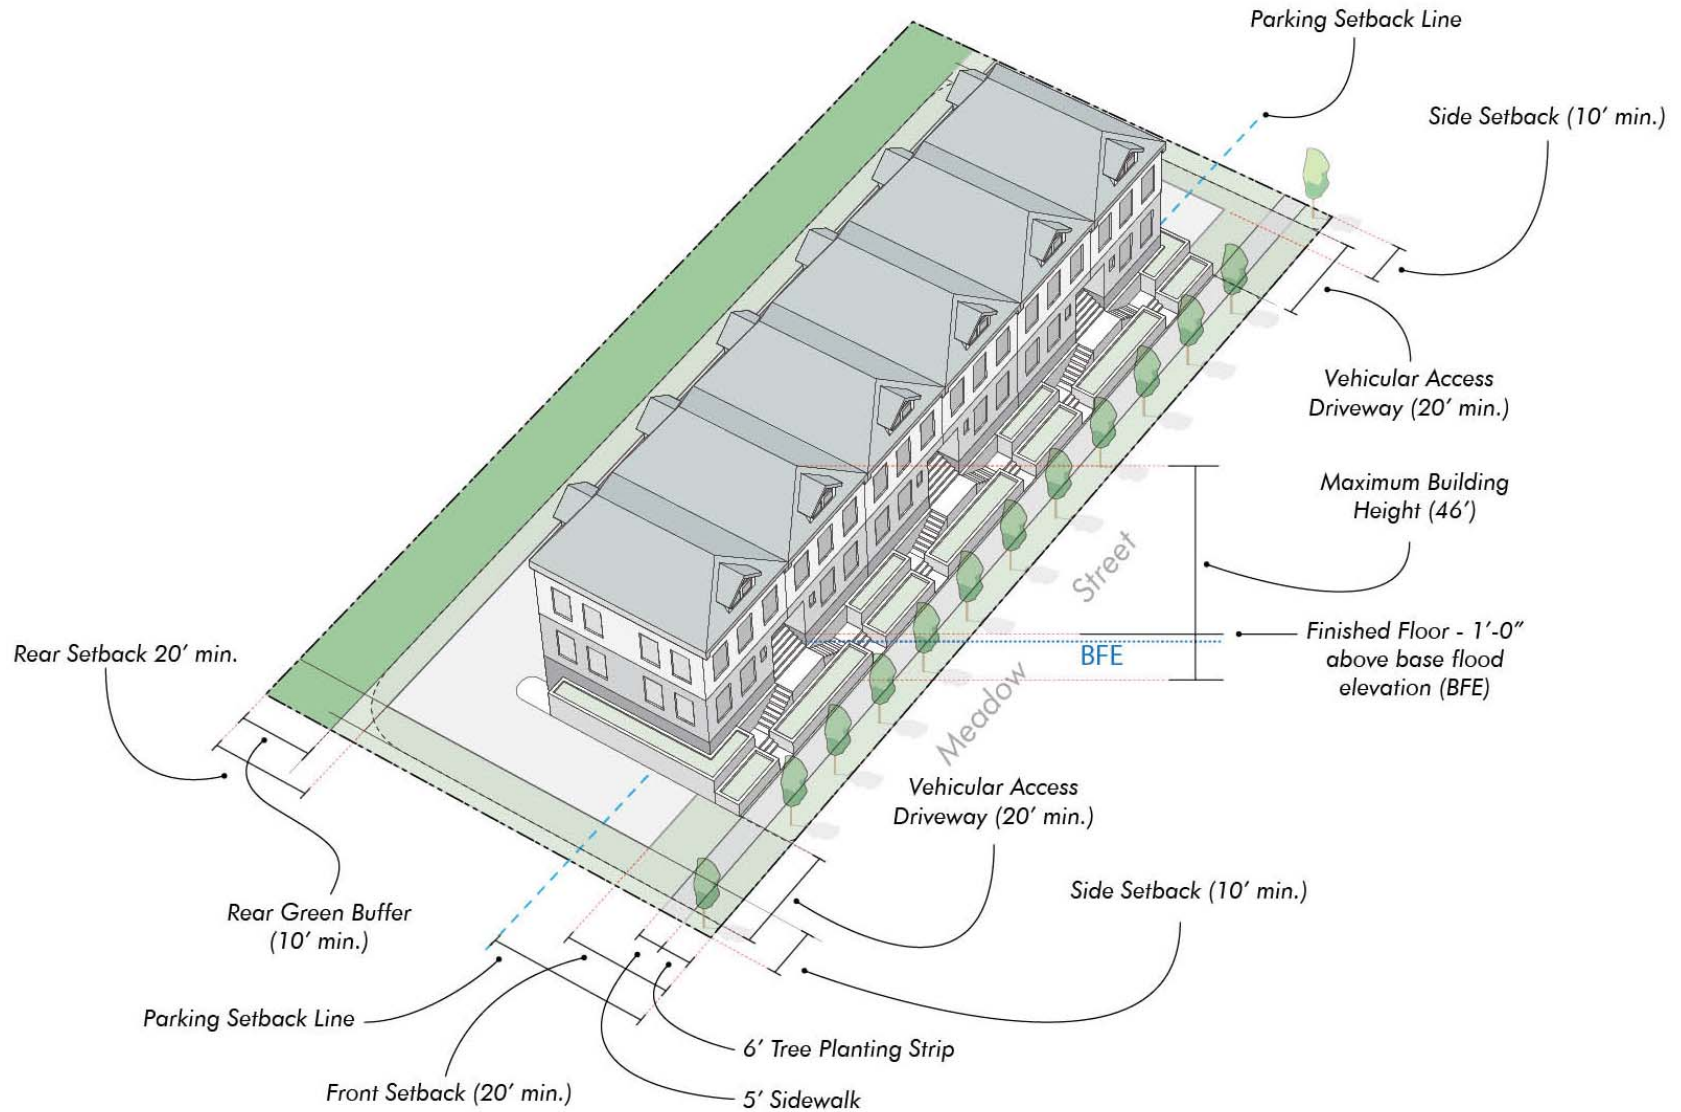 Parking Setback Line
Side Setback (10’ min.)
Vehicular Access
Driveway (20’ min.)
Maximum Building
Height (46’)
Street
Finished Floor - 1’-0”
above base flood
elevation (BFE)
BFE
Rear Setback 20’ min.
Meadow
Vehicular Access
Driveway (20’ min.)
Side Setback (10’ min.)
Rear Green Buffer
(10’ min.)
Parking Setback Line
6’ Tree Planting Strip
Front Setback (20’ min.)
5’ Sidewalk